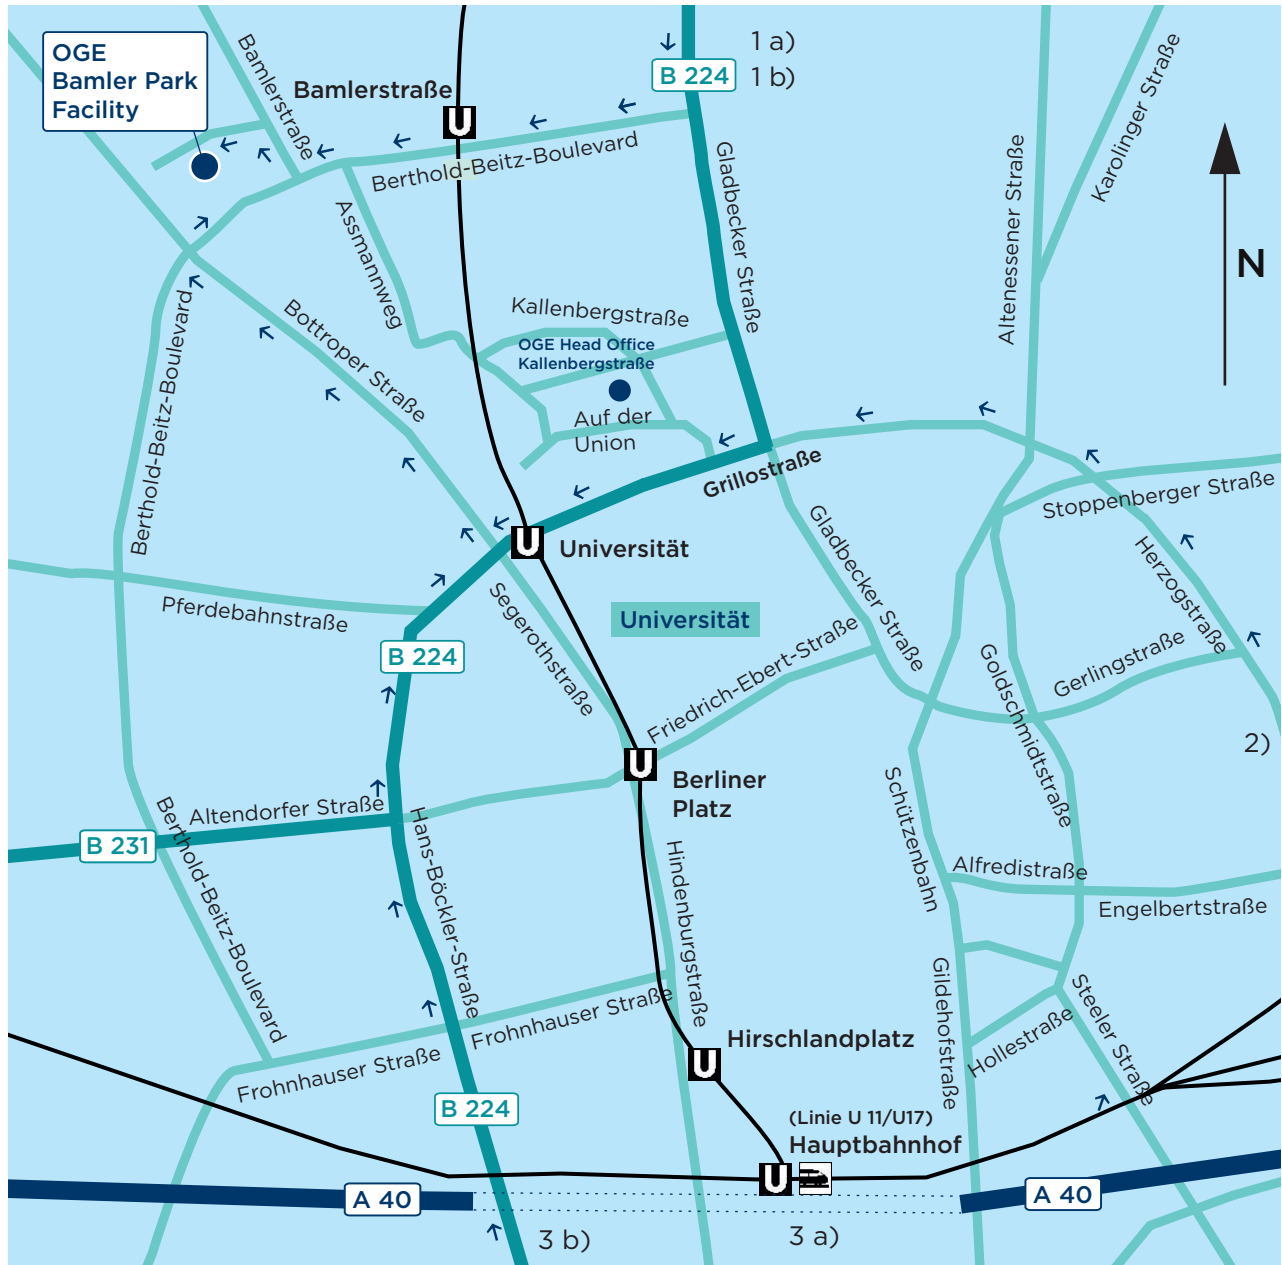 OGE
Bamler Park
Facility
Bamlerstraße
Bamlerstraße
U
B 224
1 a)
1 b)
Berthold-Beitz-Boulevard
Gladbecker Straße
Altenessener Straße
Karolinger Straße
N
Assmannweg
Kallenbergstraße
OGE Head Office
Kallenbergstraße
Auf der
Union
Bottroper Straße
Berthold-Beitz-Boulevard
Grillostraße
Stoppenberger Straße
Herzogstraße
U
Universität
Gladbecker Straße
Pferdebahnstraße
Segerothstraße
Universität
B 224
Friedrich-Ebert-Straße
Goldschmidtstraße
Gerlingstraße
2)
U
Berliner
Platz
Schützenbahn
Altendorfer Straße
B 231
Berthold-Beitz-Boulevard
Hans-Böckler-Straße
Hindenburgstraße
Alfredistraße
Engelbertstraße
Gildehofstraße
Steeler Straße
Hollestraße
Frohnhauser Straße
Frohnhauser Straße
Hirschlandplatz
U
B 224
(Linie U 11/U17)
Hauptbahnhof
U
A 40
A 40
3 b)
3 a)